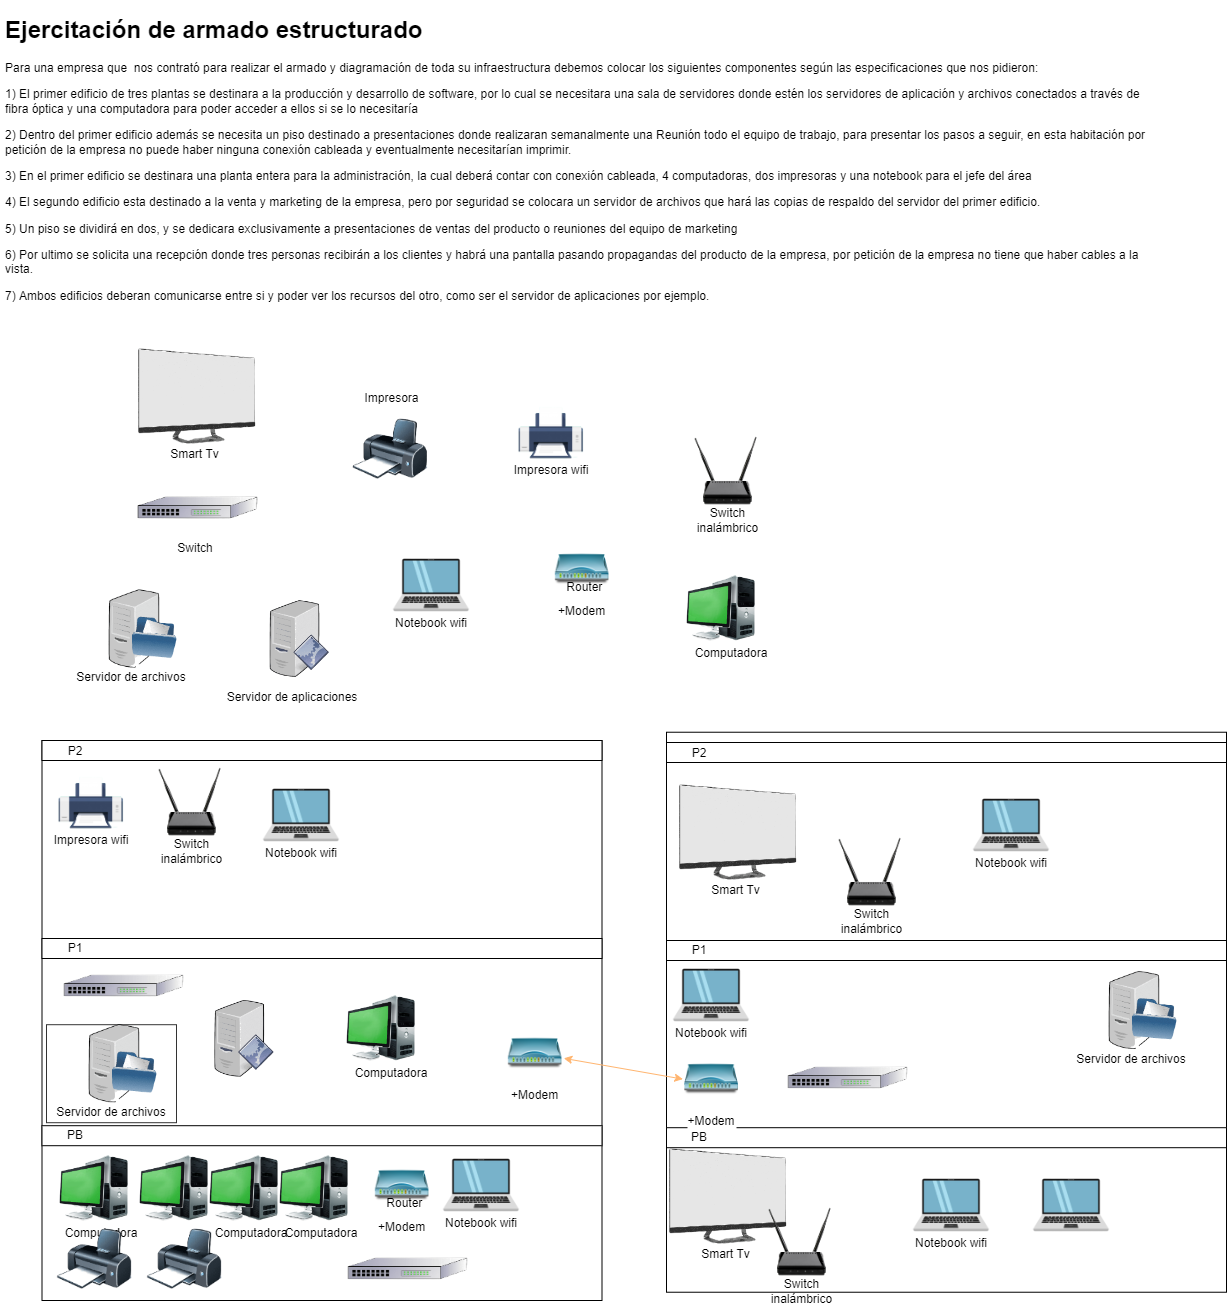 Ejercitación de armado estructurado
Para una empresa que  nos contrató para realizar el armado y diagramación de toda su infraestructura debemos colocar los siguientes componentes según las especificaciones que nos pidieron:
1) El primer edificio de tres plantas se destinara a la producción y desarrollo de software, por lo cual se necesitara una sala de servidores donde estén los servidores de aplicación y archivos conectados a través de
fibra óptica y una computadora para poder acceder a ellos si se lo necesitaría
2) Dentro del primer edificio además se necesita un piso destinado a presentaciones donde realizaran semanalmente una Reunión todo el equipo de trabajo, para presentar los pasos a seguir, en esta habitación por
petición de la empresa no puede haber ninguna conexión cableada y eventualmente necesitarían imprimir.
3) En el primer edificio se destinara una planta entera para la administración, la cual deberá contar con conexión cableada, 4 computadoras, dos impresoras y una notebook para el jefe del área
4) El segundo edificio esta destinado a la venta y marketing de la empresa, pero por seguridad se colocara un servidor de archivos que hará las copias de respaldo del servidor del primer edificio.
5) Un piso se dividirá en dos, y se dedicara exclusivamente a presentaciones de ventas del producto o reuniones del equipo de marketing
6) Por ultimo se solicita una recepción donde tres personas recibirán a los clientes y habrá una pantalla pasando propagandas del producto de la empresa, por petición de la empresa no tiene que haber cables a la
vista.
7) Ambos edificios deberan comunicarse entre si y poder ver los recursos del otro, como ser el servidor de aplicaciones por ejemplo.
Impresora
Smart Tv
Impresora wifi
Switch
inalámbrico
Switch
Router
+Modem
Notebook wifi
Computadora
Servidor de archivos
Servidor de aplicaciones
P2
Impresora wifi
Switch
inalámbrico
Notebook wifi
P1
Computadora
+Modem
Servidor de archivos
PB
Computadora
Computadora
Computadora
Router
+Modem
Notebook wifi
P2
Smart Tv
Switch
inalámbrico
Notebook wifi
P1
Notebook wifi
Servidor de archivos
+Modem
PB
Smart Tv
Switch
inalámbrico
Notebook wifi